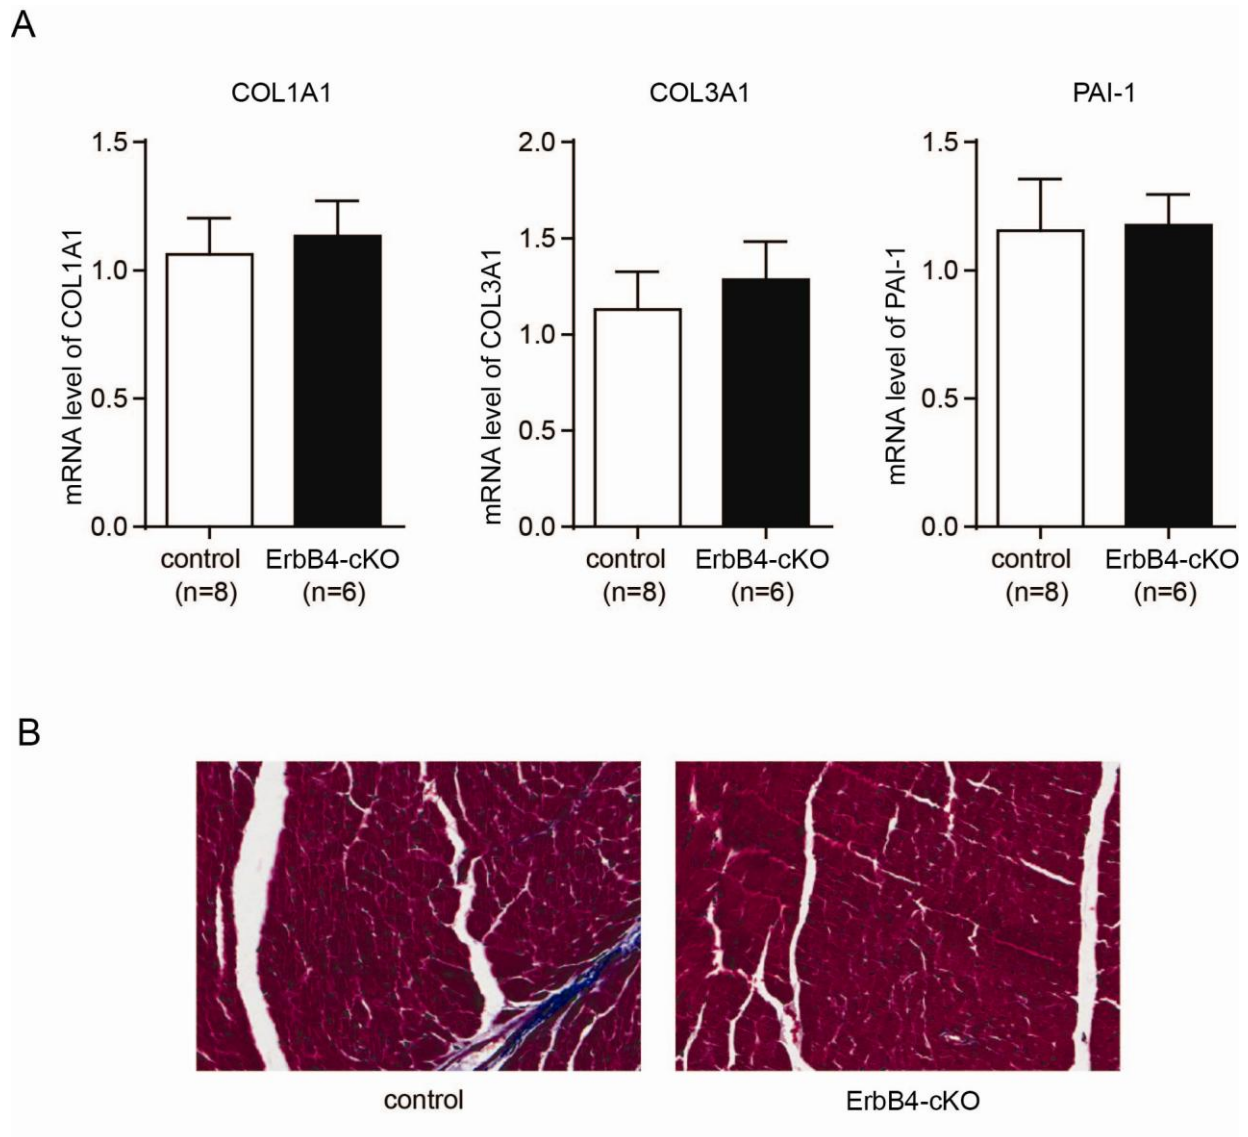 A
COL1A1
COL3A1
PAI-1
mRNA level of COL1A1
1.5
1.0
0.5
0.0
control
(n=8)
ErbB4-cKO
(n=6)
mRNA level of COL3A1
2.0
1.5
1.0
0.5
0.0
control
(n=8)
ErbB4-cKO
(n=6)
mRNA level of PAI-1
1.5
1.0
0.5
0.0
control
(n=8)
ErbB4-cKO
(n=6)
B
control
ErbB4-cKO